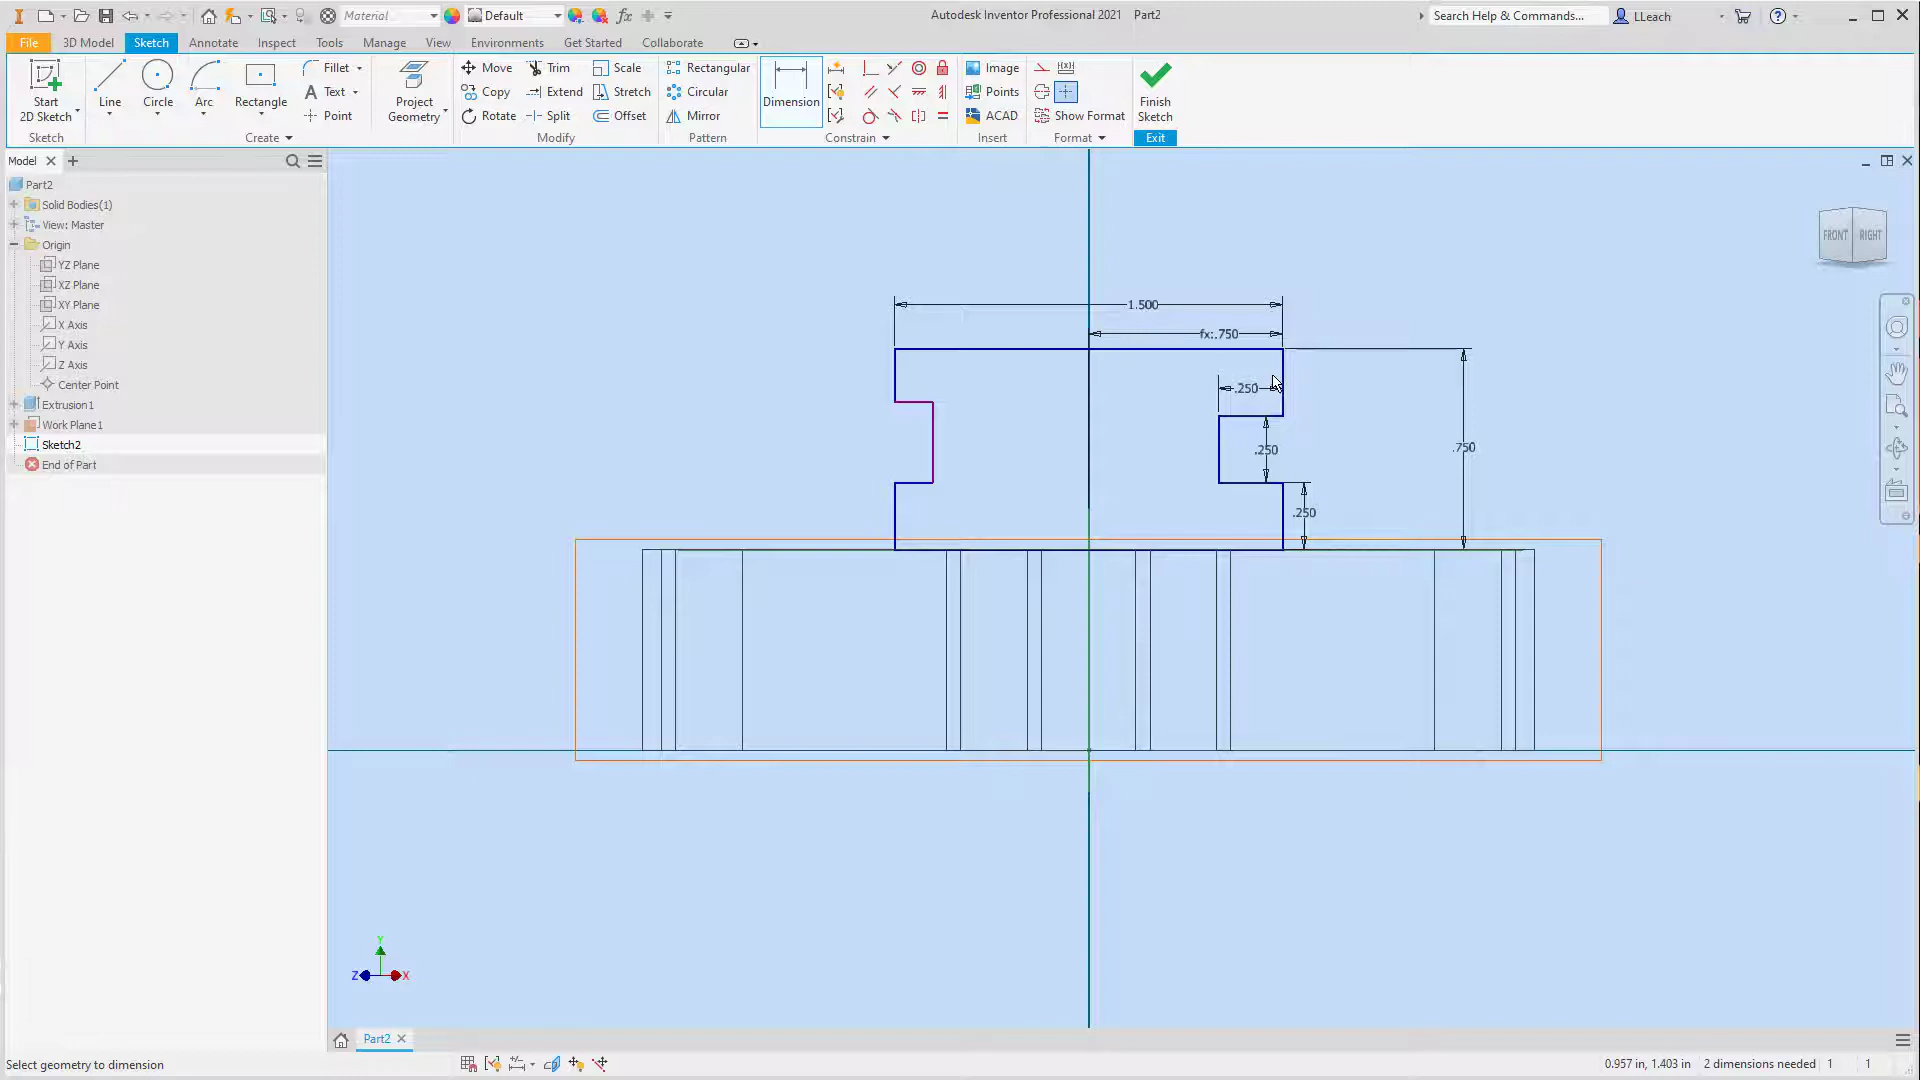 Material
Default
fx
Autodesk Inventor Professional 2021 Part2
Search Help & Commands...
LLeach
File
3D Model
Sketch
Annotate
Inspect
Tools
Manage
View
Environments
Get Started
Collaborate
Start
2D Sketch
Line
Circle
Arc
Rectangle
Fillet
Text
Point
Project
Geometry
Move
Copy
Rotate
Trim
Extend
Split
Scale
Stretch
Offset
Rectangular
Circular
Mirror
Dimension
Image
Points
ACAD
Show Format
Finish
Sketch
Sketch
Create
Modify
Pattern
Constrain
Insert
Format
Exit
Model
Part2
Solid Bodies(1)
View: Master
Origin
YZ Plane
XZ Plane
XY Plane
X Axis
Y Axis
Z Axis
Center Point
Extrusion1
Work Plane1
Sketch2
End of Part
FRONT
RIGHT
1.500
fx:.750
.250
.250
.750
.250
Y
Z
X
Part2
Select geometry to dimension
0.957 in, 1.403 in
2 dimensions needed
1
1